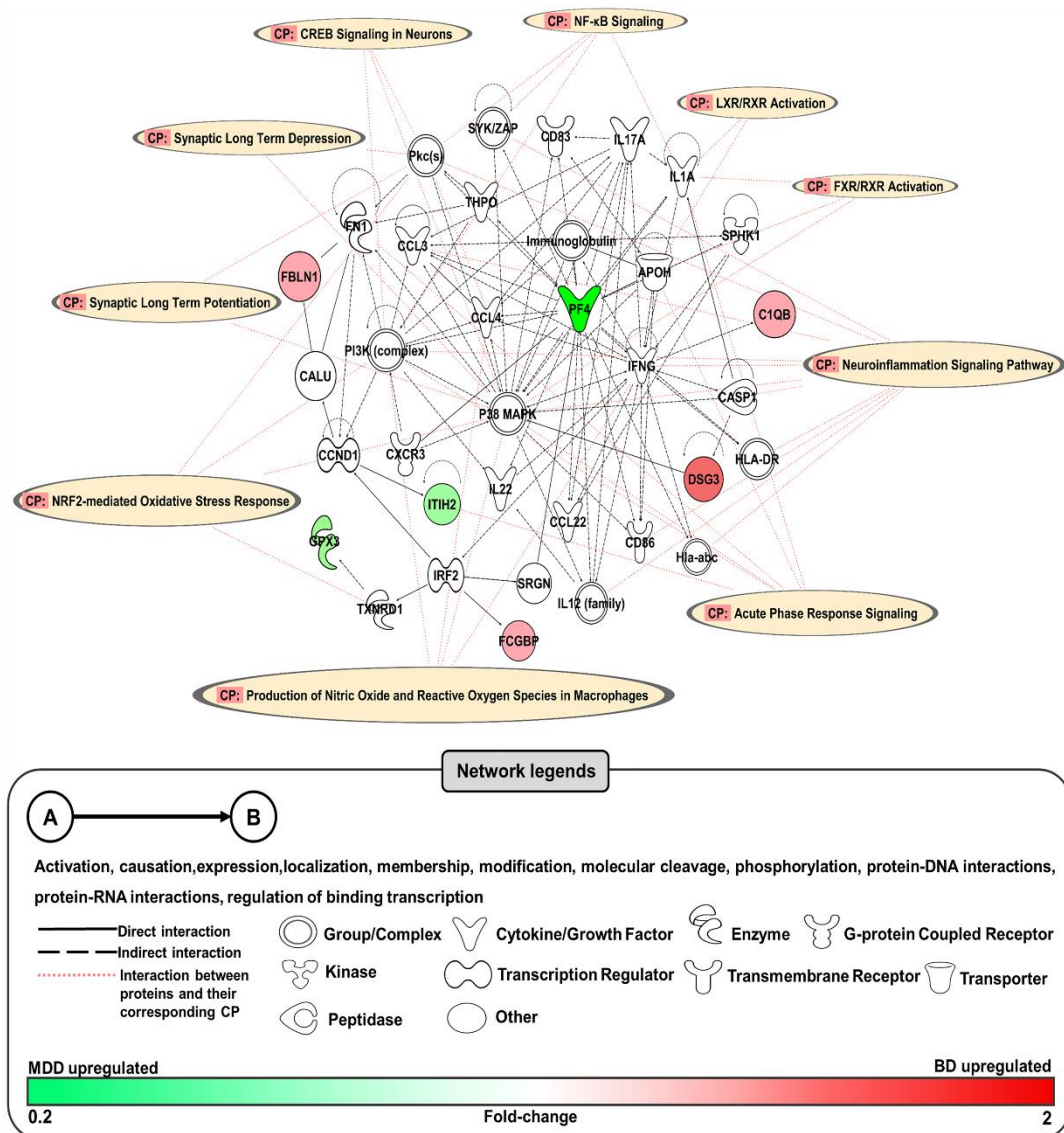 CP: NF-κB Signaling
CP: CREB Signaling in Neurons
CP: LXR/RXR Activation
CP: Synaptic Long Term Depression
SYK/ZAP
CD83
IL17A
Pkc(s)
IL1A
CP: FXR/RXR Activation
THPO
FN1
CCL3
Immunoglobulin
SPHK1
FBLN1
APOH
CP: Synaptic Long Term Potentiation
CCL4
PF4
C1QB
PI3K (complex)
CALU
IFNG
CP: Neuroinflammation Signaling Pathway
P38 MAPK
CASP1
CCND1
CXCR3
HLA-DR
DSG3
CP: NRF2-mediated Oxidative Stress Response
ITIH2
IL22
CCL22
GPX3
CD86
Hla-abc
IRF2
SRGN
TXNRD1
IL12 (family)
CP: Acute Phase Response Signaling
FCGBP
CP: Production of Nitric Oxide and Reactive Oxygen Species in Macrophages
Network legends
A B
Activation, causation,expression,localization, membership, modification, molecular cleavage, phosphorylation, protein-DNA interactions,
protein-RNA interactions, regulation of binding transcription
Direct interaction
Indirect interaction
Interaction between
proteins and their
corresponding CP
Group/Complex
Cytokine/Growth Factor
Enzyme
G-protein Coupled Receptor
Kinase
Transcription Regulator
Transmembrane Receptor
Transporter
Peptidase
Other
MDD upregulated
BD upregulated
0.2
Fold-change
2